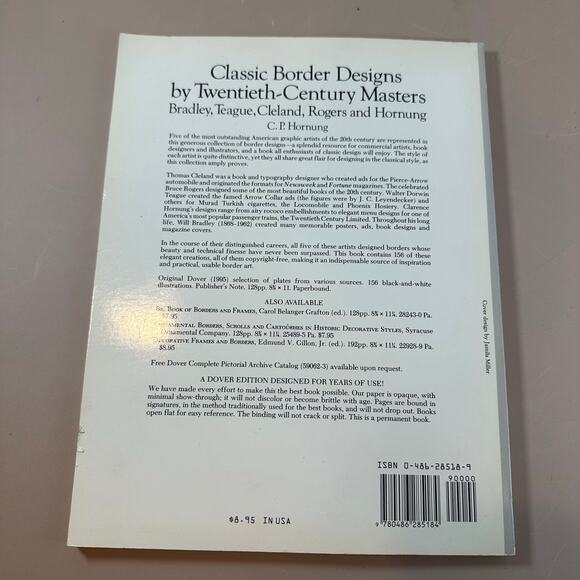 Classic Border Designs
by Twentieth-Century Masters
Bradley, Teague, Cleland, Rogers and Hornung
C. P. Hornung
Five of the most outstanding American graphic artists of the 20th century are represented in
this generous collection of border designs—a splendid resource for commercial artists, book
designers and illustrators, and a book all enthusiasts of classic design will enjoy. The style of
each artist is quite distinctive, yet they all share great flair for designing in the classical style, as
this collection amply proves.
Thomas Cleland was a book and typography designer who created ads for the Pierce-Arrow
automobile and originated the formats for Newsweek and Fortune magazines. The celebrated
Bruce Rogers designed some of the most beautiful books of the 20th century. Walter Dorwin
Teague created the famed Arrow Collar ads (the figures were by J. C. Leyendecker) and
others for Murad Turkish cigarettes, the Locomobile and Phoenix Hosiery. Clarence
Hornung's designs range from airy rococo embellishments to elegant menu designs for one of
America's most popular passenger trains, the Twentieth Century Limited. Throughout his long
life, Will Bradley (1868–1962) created many memorable posters, ads, book designs and
magazine covers.
In the course of their distinguished careers, all five of these artists designed borders whose
beauty and technical finesse have never been surpassed. This book contains 156 of these
elegant creations, all of them copyright-free, making it an indispensable source of inspiration
and practical, usable border art.
Original Dover (1995) selection of plates from various sources. 156 black-and-white
illustrations. Publisher's Note. 128pp. 8⅜ × 11. Paperbound.
ALSO AVAILABLE
Book of Borders and Frames, Carol Belanger Grafton (ed.). 128pp. 8⅜ × 11¼. 28243-0 Pa.
$7.95
Ornamental Borders, Scrolls and Cartouches in Historic Decorative Styles, Syracuse
Ornamental Company. 128pp. 8⅜ × 11¼. 25489-5 Pa. $7.95
Decorative Frames and Borders, Edmund V. Gillon, Jr. (ed.). 192pp. 8⅜ × 11¼. 22928-9 Pa.
$8.95
Free Dover Complete Pictorial Archive Catalog (59062-3) available upon request.
A DOVER EDITION DESIGNED FOR YEARS OF USE!
We have made every effort to make this the best book possible. Our paper is opaque, with
minimal show-through; it will not discolor or become brittle with age. Pages are bound in
signatures, in the method traditionally used for the best books, and will not drop out. Books
open flat for easy reference. The binding will not crack or split. This is a permanent book.
Cover design by Jamila Miller
ISBN 0-486-28518-9
90000
9 780486 285184
$8.95 IN USA